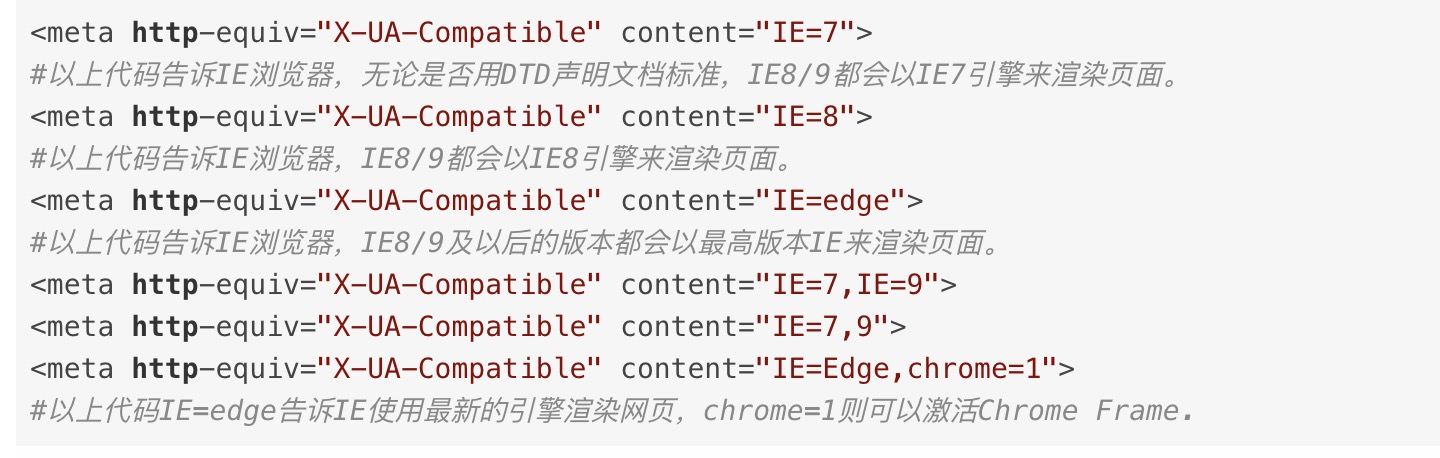 <meta http-equiv="X-UA-Compatible" content="IE=7">
#以上代码告诉IE浏览器，无论是否用DTD声明文档标准，IE8/9都会以IE7引擎来渲染页面。
<meta http-equiv="X-UA-Compatible" content="IE=8">
#以上代码告诉IE浏览器，IE8/9都会以IE8引擎来渲染页面。
<meta http-equiv="X-UA-Compatible" content="IE=edge">
#以上代码告诉IE浏览器，IE8/9及以后的版本都会以最高版本IE来渲染页面。
<meta http-equiv="X-UA-Compatible" content="IE=7,IE=9">
<meta http-equiv="X-UA-Compatible" content="IE=7,9">
<meta http-equiv="X-UA-Compatible" content="IE=Edge,chrome=1">
#以上代码IE=edge告诉IE使用最新的引擎渲染网页，chrome=1则可以激活Chrome Frame.